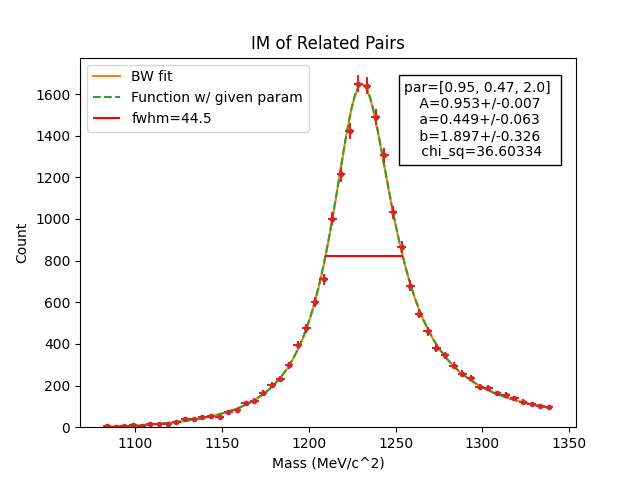 IM of Related Pairs
BW fit
Function w/ given param
fwhm=44.5
par=[0.95, 0.47, 2.0]
A=0.953+/-0.007
a=0.449+/-0.063
b=1.897+/-0.326
chi_sq=36.60334
Count
1600
1400
1200
1000
800
600
400
200
0
1100
1150
1200
1250
1300
1350
Mass (MeV/c^2)